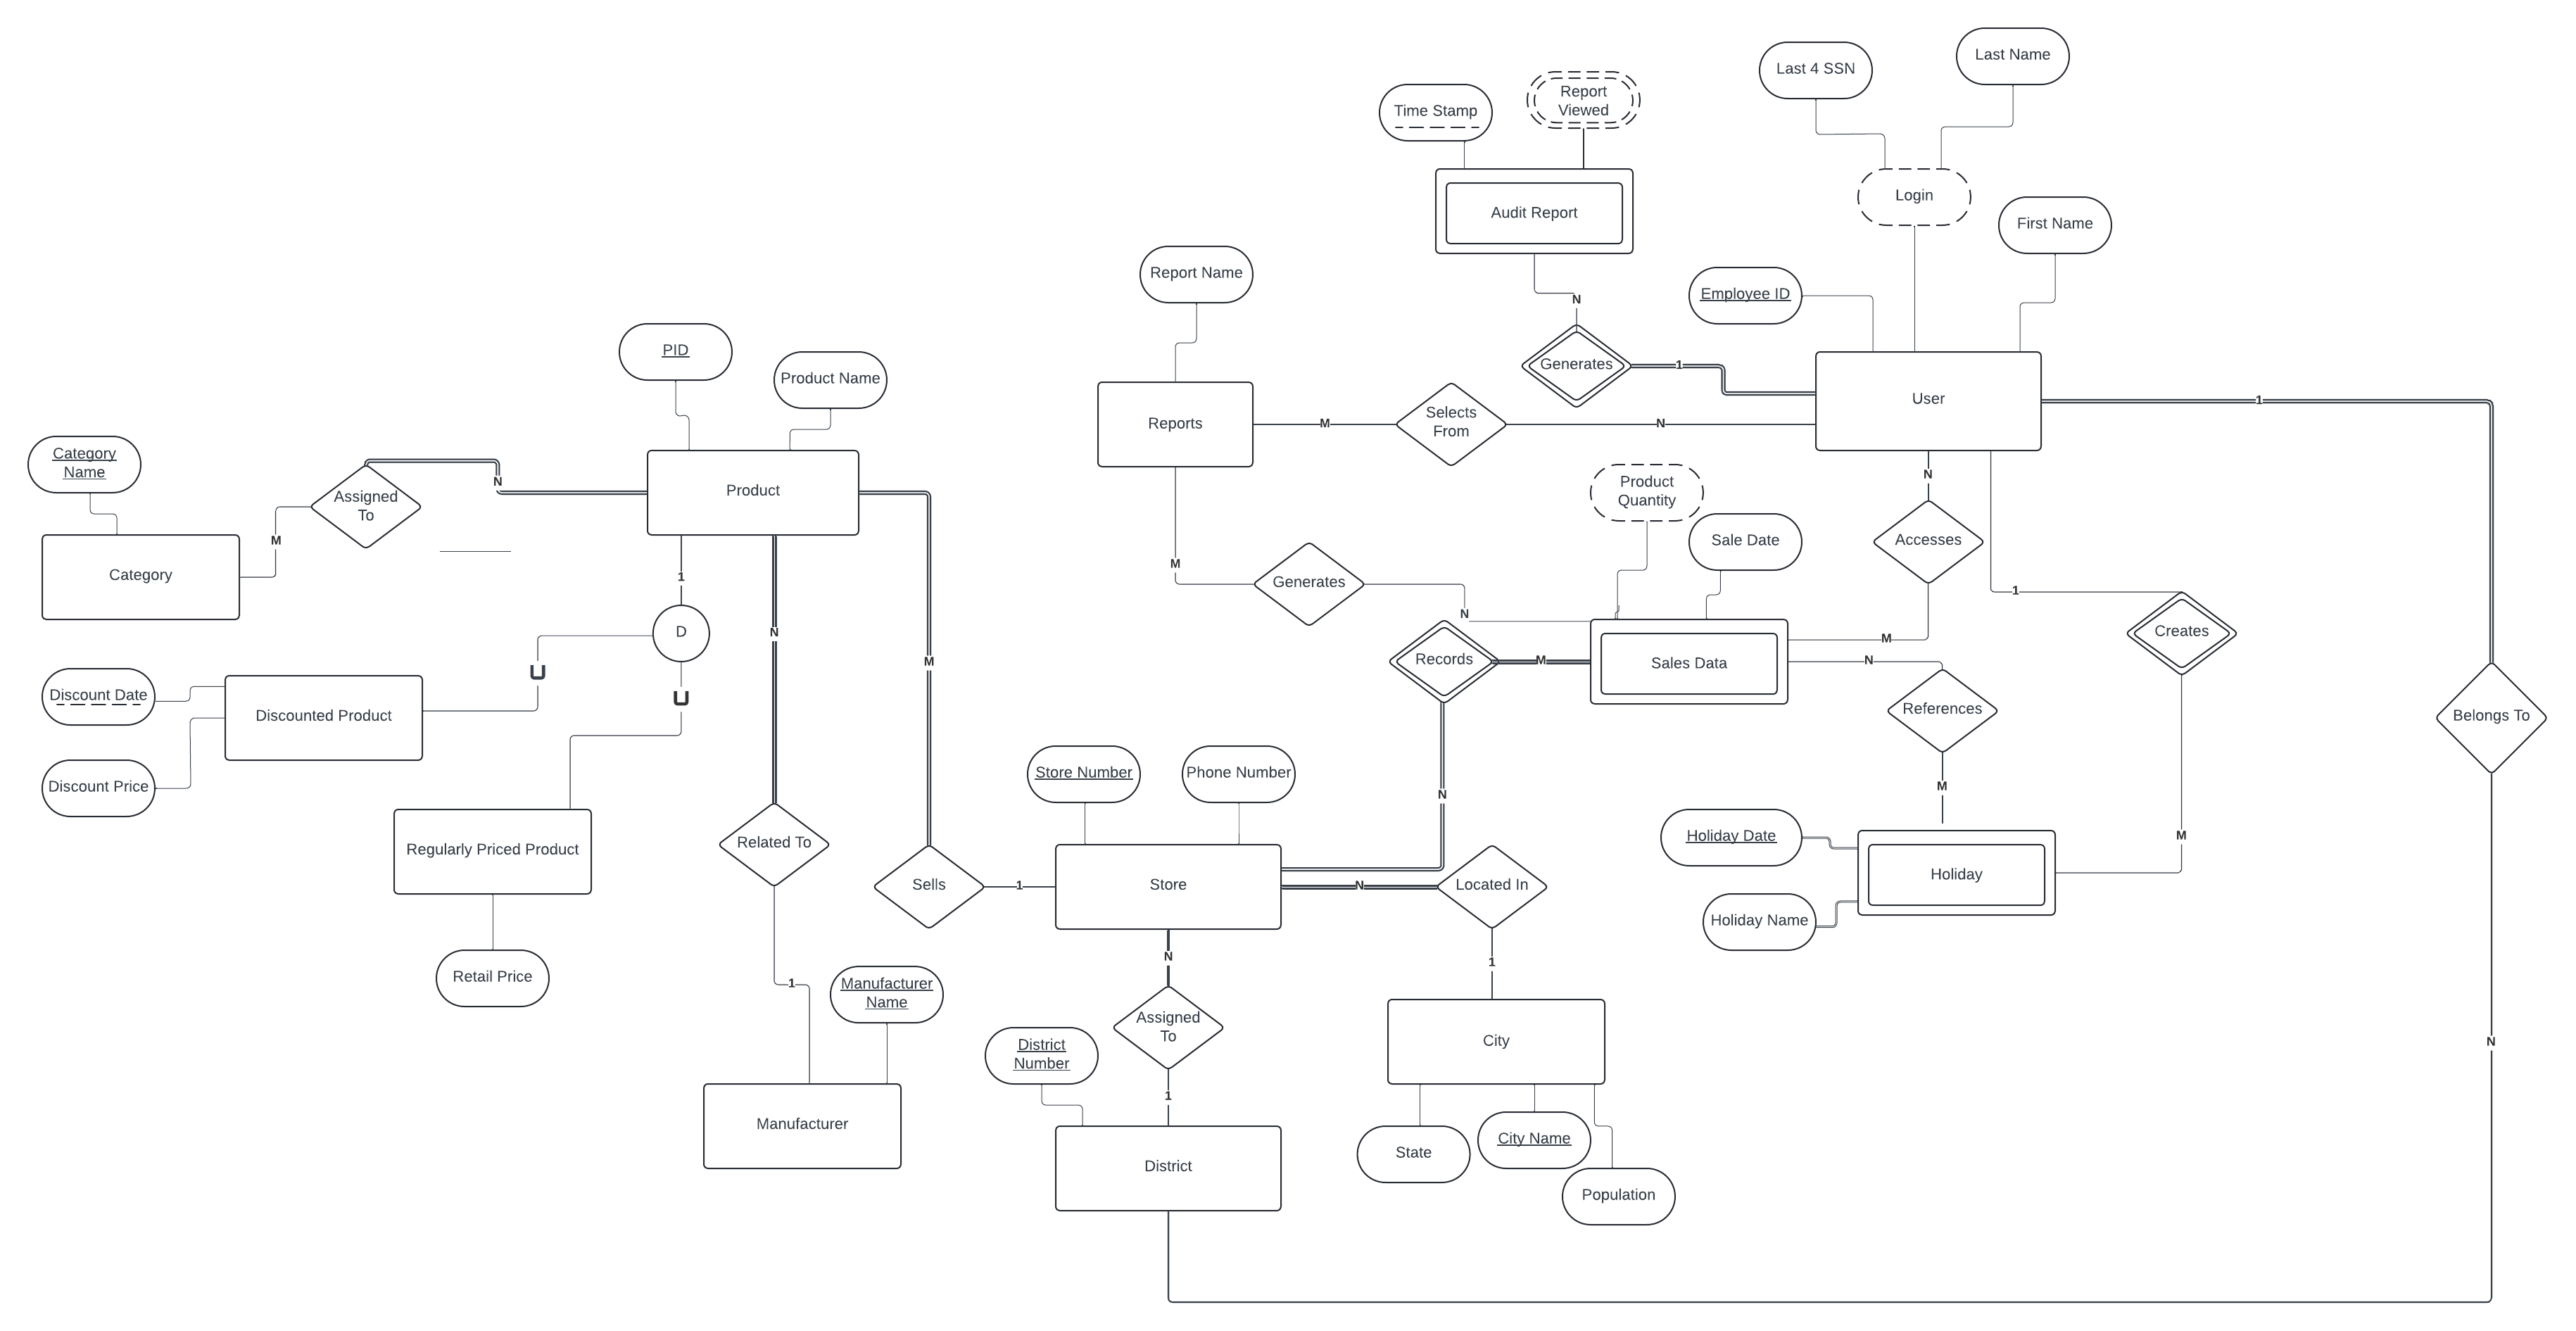 Last Name
Last 4 SSN
Report
Viewed
Time Stamp
Login
Audit Report
First Name
Report Name
Employee ID
N
PID
Generates
1
Product Name
User
1
Selects
From
Reports
M
N
Category
Name
N
Assigned
To
Product
Product
Quantity
N
Sale Date
Accesses
M
Category
M
Generates
1
1
N
D
N
M
Records
M
Sales Data
M
N
Creates
U
U
Discount Date
Discounted Product
References
Belongs To
Store Number
Phone Number
Discount Price
N
M
Holiday Date
M
Related To
Regularly Priced Product
Sells
1
Store
N
Located In
Holiday
Holiday Name
N
1
Retail Price
1
Manufacturer
Name
Assigned
To
District
Number
City
N
1
Manufacturer
District
State
City Name
Population